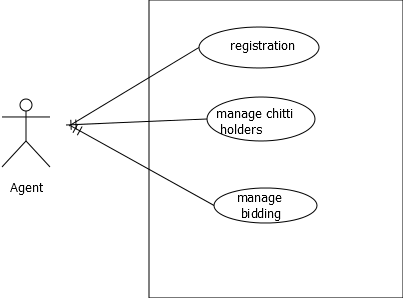 registration
manage chitti
holders
Agent
manage
bidding